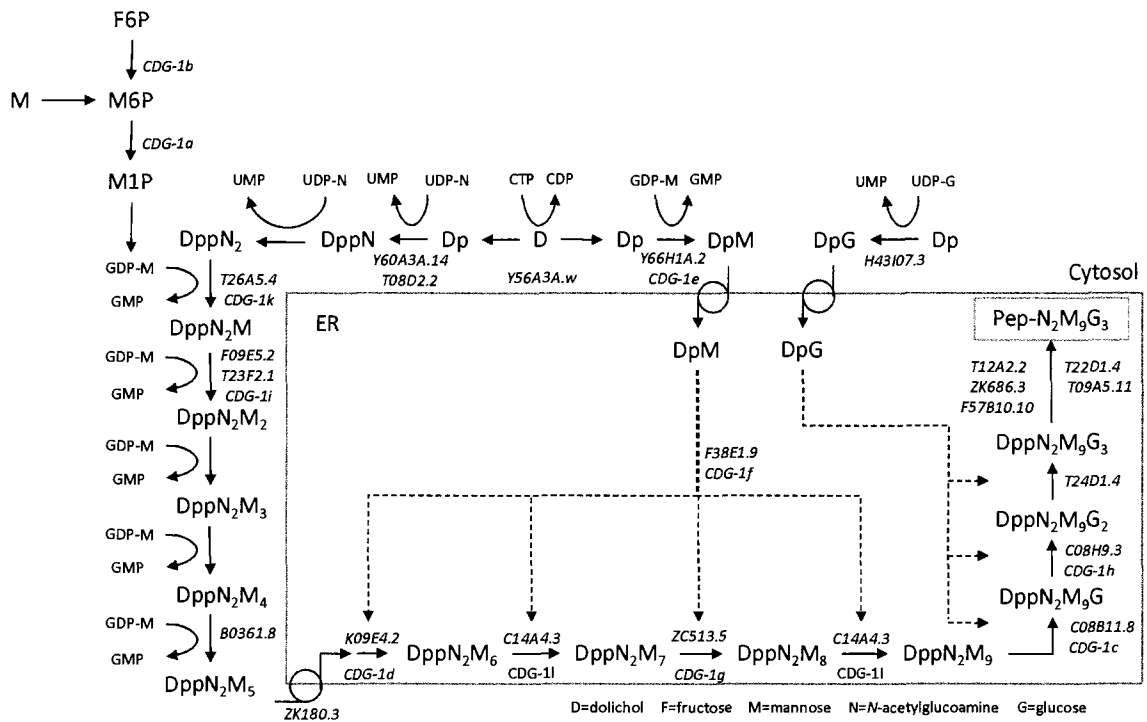 F6P
CDG-1b
M M6P
CDG-1a
M1P
UMP UDP-N UMP UDP-N CTP CDP GDP-M GMP UMP UDP-G
DppN₂ DppN Dp D Dp DpM DpG Dp
Y60A3A.14 Y56A3A.w Y66H1A.2 H43I07.3
T08D2.2 CDG-1e
Cytosol
GDP-M T26A5.4
GMP CDG-1k
ER
DppN₂M
DpM DpG
Pep-N₂M₉G₃
GDP-M F09E5.2
T23F2.1
GMP CDG-1i
T12A2.2 T22D1.4
ZK686.3 T09A5.11
F57B10.10
DppN₂M₂
DppN₂M₉G₃
GDP-M
GMP
F38E1.9
CDG-1f
T24D1.4
DppN₂M₃
DppN₂M₉G₂
GDP-M
GMP
C08H9.3
CDG-1h
DppN₂M₄
DppN₂M₉G
GDP-M B0361.8
GMP
C08B11.8
CDG-1c
K09E4.2 C14A4.3 ZC513.5 C14A4.3
DppN₂M₆ DppN₂M₇ DppN₂M₈ DppN₂M₉
CDG-1d CDG-1l CDG-1g CDG-1l
DppN₂M₅
ZK180.3
D=dolichol F=fructose M=mannose N=N-acetylglucoamine G=glucose